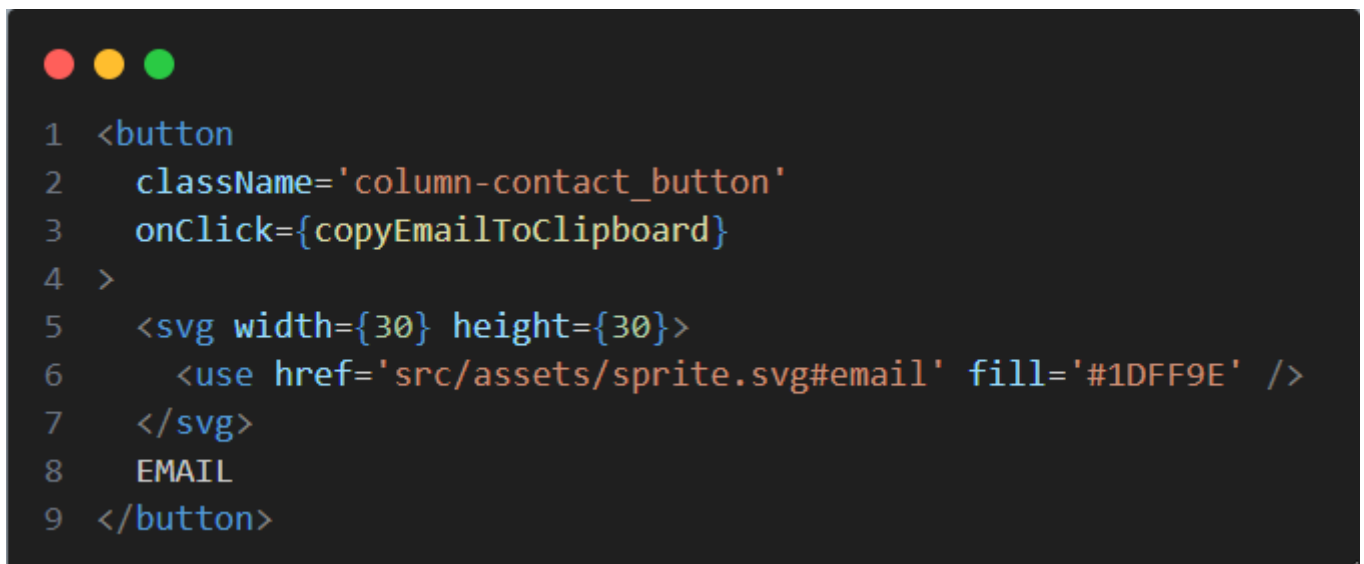 1 <button
2 className='column-contact_button'
3 onClick={copyEmailToClipboard}
4 >
5 <svg width={30} height={30}>
6 <use href='src/assets/sprite.svg#email' fill='#1DFF9E' />
7 </svg>
8 EMAIL
9 </button>